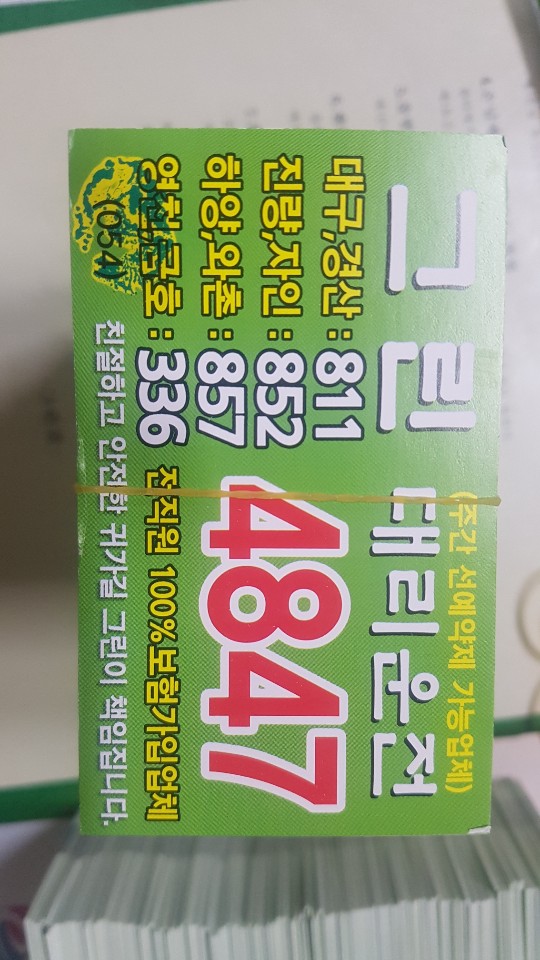 그린 대리운전
(주간 선예약제 가능업체)
대구,경산 : 811
진량,자인 : 852
하양,와촌 : 857
영천,금호 : 336
(054)
4847
전직원 100%보험가입업체
친절하고 안전한 귀가길 그린이 책임집니다.